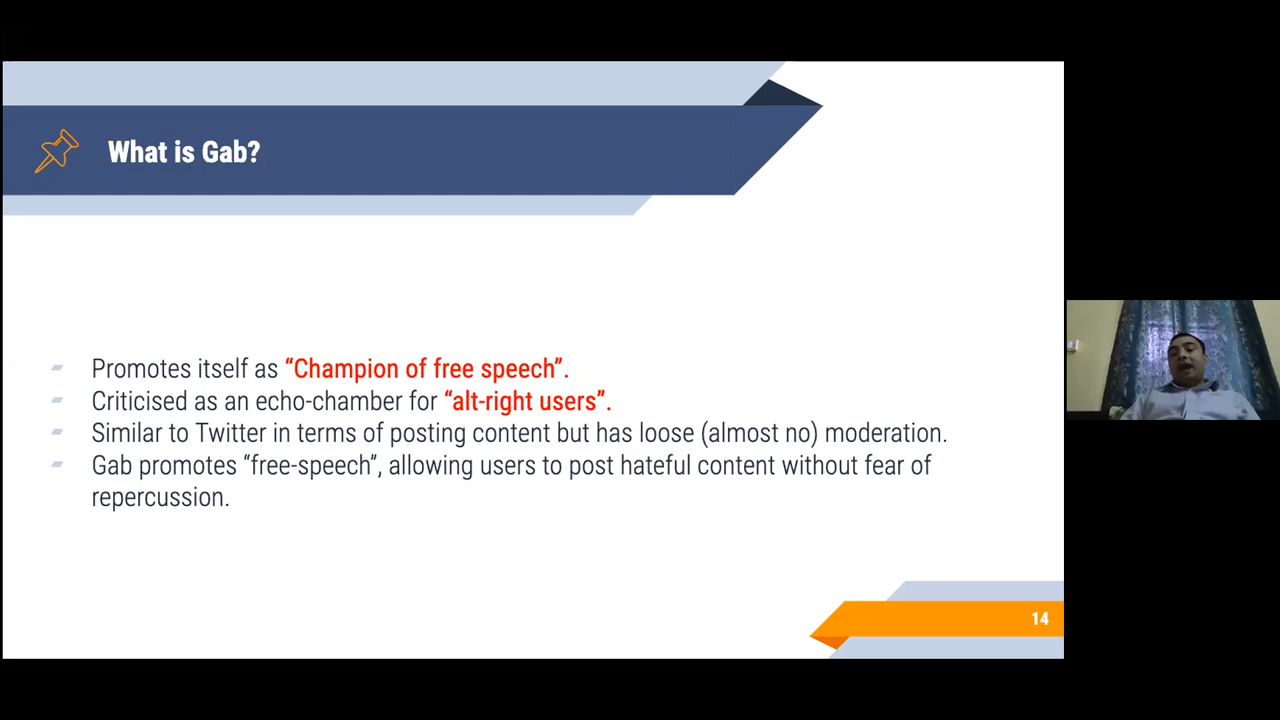 What is Gab?
Promotes itself as “Champion of free speech”.
Criticised as an echo-chamber for “alt-right users”.
Similar to Twitter in terms of posting content but has loose (almost no) moderation.
Gab promotes “free-speech”, allowing users to post hateful content without fear of
repercussion.
14